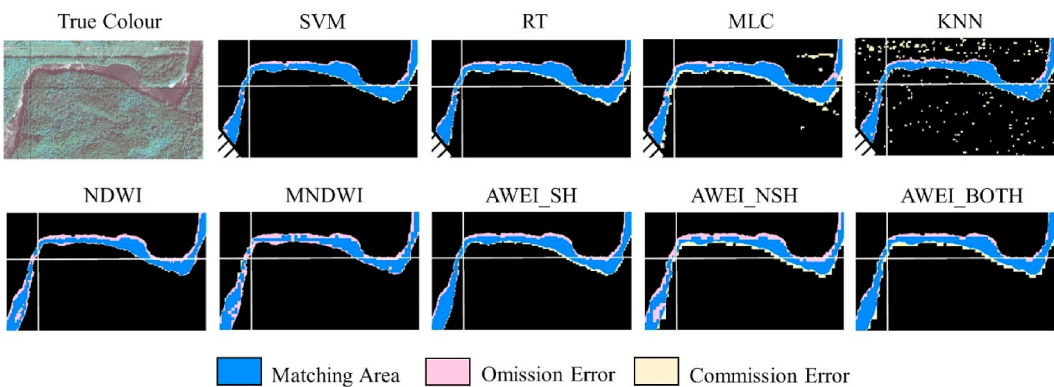 True Colour SVM RT MLC KNN
NDWI MNDWI AWEI_SH AWEI_NSH AWEI_BOTH
Matching Area Omission Error Commission Error